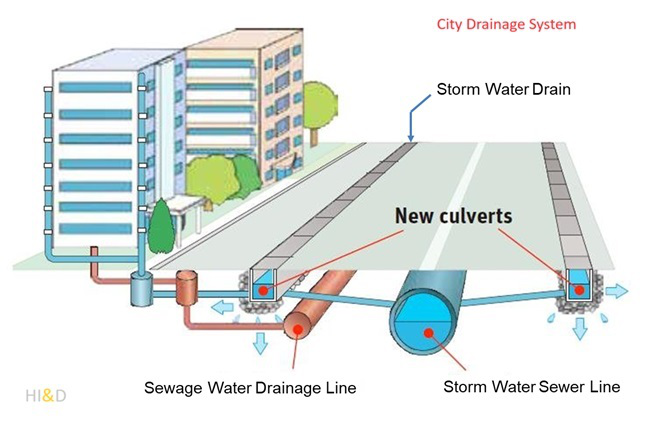 City Drainage System
Storm Water Drain
New culverts
Sewage Water Drainage Line
Storm Water Sewer Line
HI&D